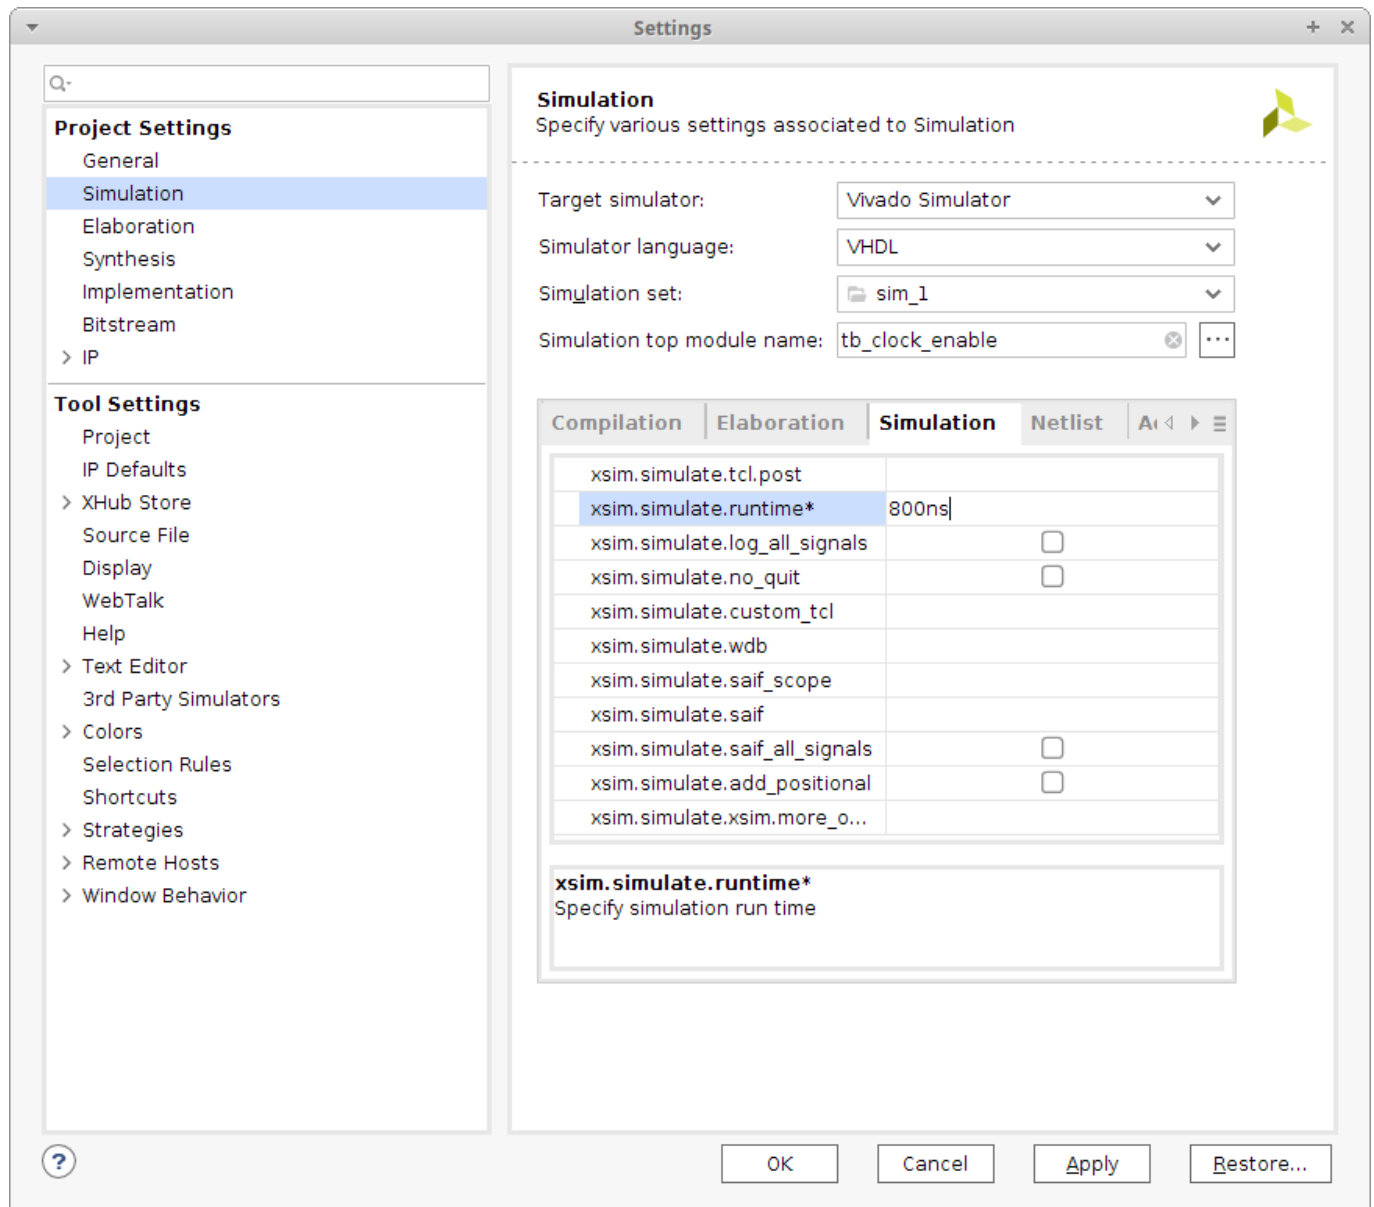 Settings
Project Settings
General
Simulation
Elaboration
Synthesis
Implementation
Bitstream
IP
Tool Settings
Project
IP Defaults
XHub Store
Source File
Display
WebTalk
Help
Text Editor
3rd Party Simulators
Colors
Selection Rules
Shortcuts
Strategies
Remote Hosts
Window Behavior
Simulation
Specify various settings associated to Simulation
Target simulator: Vivado Simulator
Simulator language: VHDL
Simulation set: sim_1
Simulation top module name: tb_clock_enable ...
Compilation Elaboration Simulation Netlist
xsim.simulate.tcl.post
xsim.simulate.runtime* 800ns
xsim.simulate.log_all_signals
xsim.simulate.no_quit
xsim.simulate.custom_tcl
xsim.simulate.wdb
xsim.simulate.saif_scope
xsim.simulate.saif
xsim.simulate.saif_all_signals
xsim.simulate.add_positional
xsim.simulate.xsim.more_o...
xsim.simulate.runtime*
Specify simulation run time
? OK Cancel Apply Restore...